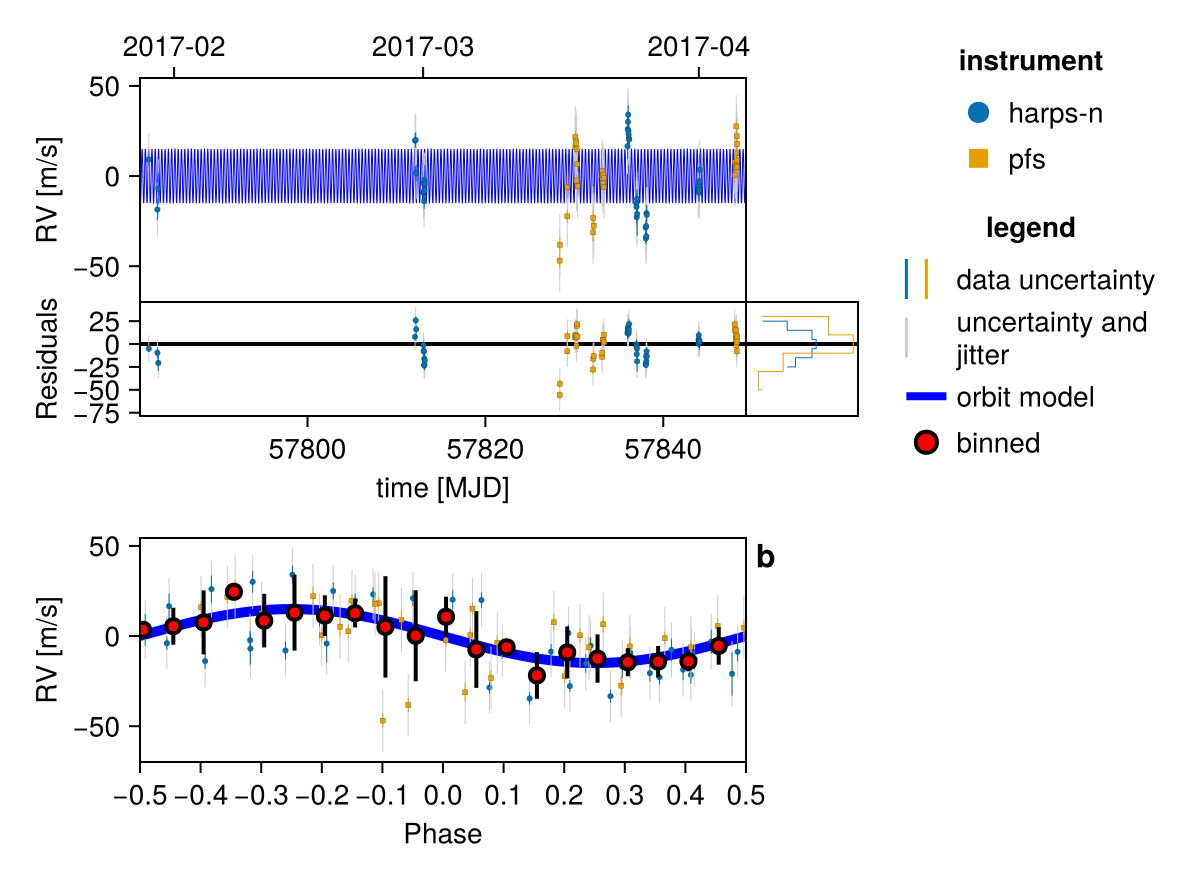 2017-02 2017-03 2017-04
50
0
−50
RV [m/s]
25
0
−25
−50
−75
Residuals
57800 57820 57840
time [MJD]
instrument
harps-n
pfs
legend
data uncertainty
uncertainty and
jitter
orbit model
binned
b
50
0
−50
RV [m/s]
−0.5 −0.4 −0.3 −0.2 −0.1 0.0 0.1 0.2 0.3 0.4 0.5
Phase